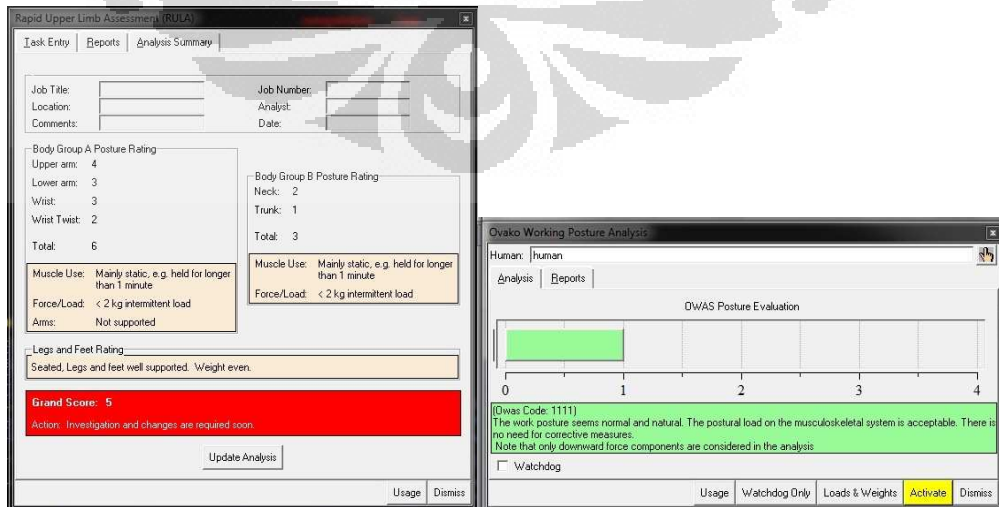 Rapid Upper Limb Assessment (RULA)
Task Entry Reports Analysis Summary
Job Title: Job Number:
Location: Analyst:
Comments: Date:
Body Group A Posture Rating
Upper arm: 4
Lower arm: 3
Wrist: 3
Wrist Twist: 2
Total: 6
Muscle Use: Mainly static, e.g. held for longer
than 1 minute
Force/Load: < 2 kg intermittent load
Arms: Not supported
Body Group B Posture Rating
Neck: 2
Trunk: 1
Total: 3
Muscle Use: Mainly static, e.g. held for longer
than 1 minute
Force/Load: < 2 kg intermittent load
Legs and Feet Rating
Seated, Legs and feet well supported. Weight even.
Grand Score: 5
Action: Investigation and changes are required soon.
Update Analysis
Usage Dismiss
Ovako Working Posture Analysis
Human: human
Analysis Reports
OWAS Posture Evaluation
0 1 2 3 4
(Owas Code: 1111)
The work posture seems normal and natural. The postural load on the musculoskeletal system is acceptable. There is
no need for corrective measures.
Note that only downward force components are considered in the analysis
Watchdog
Usage Watchdog Only Loads & Weights Activate Dismiss